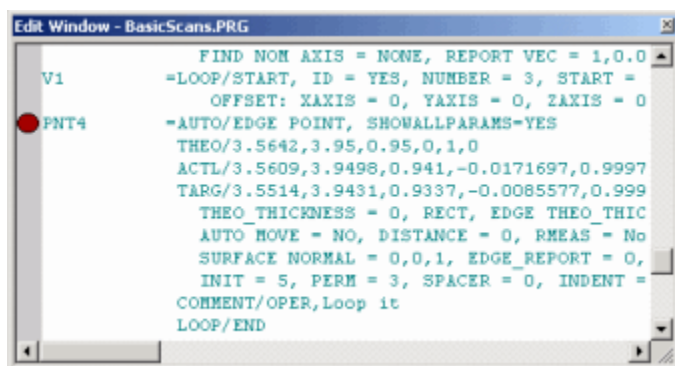 Edit Window - BasicScans.PRG
FIND NOM AXIS = NONE, REPORT VEC = 1,0.0
V1 =LOOP/START, ID = YES, NUMBER = 3, START =
OFFSET: XAXIS = 0, YAXIS = 0, ZAXIS = 0
PNT4 =AUTO/EDGE POINT, SHOWALLPARAMS=YES
THEO/3.5642,3.95,0.95,0,1,0
ACTL/3.5609,3.9498,0.941,-0.0171697,0.9997
TARG/3.5514,3.9431,0.9337,-0.0085577,0.999
THEO_THICKNESS = 0, RECT, EDGE THEO_THIC
AUTO MOVE = NO, DISTANCE = 0, RMEAS = No
SURFACE NORMAL = 0,0,1, EDGE_REPORT = 0,
INIT = 5, PERM = 3, SPACER = 0, INDENT =
COMMENT/OPER,Loop it
LOOP/END